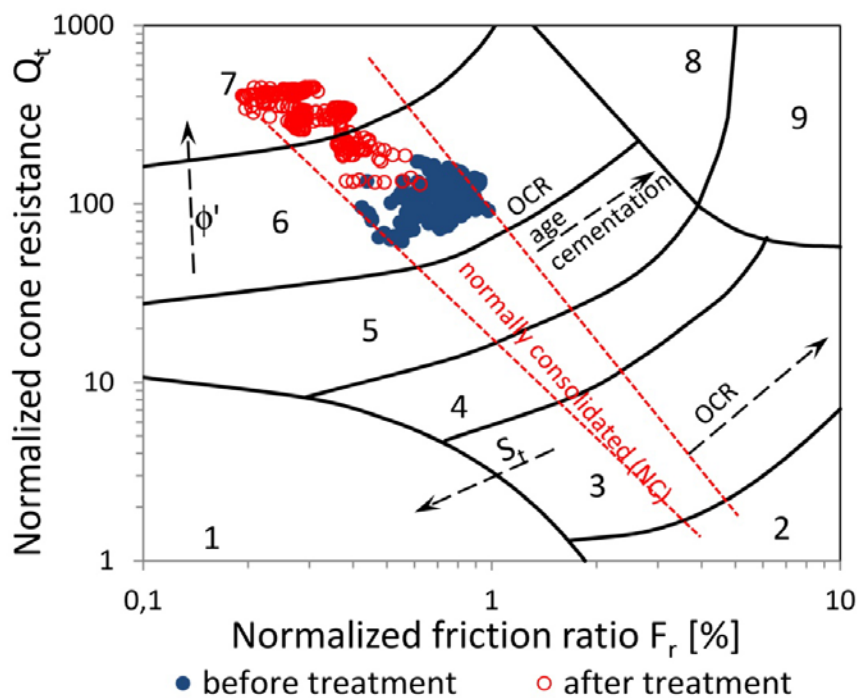 Normalized cone resistance Qt
1000
100
10
1
7
8
9
6
ϕ'
OCR
age
cementation
5
normally consolidated (NC)
4
OCR
St
3
1
2
0,1
1
10
Normalized friction ratio Fr [%]
before treatment
after treatment